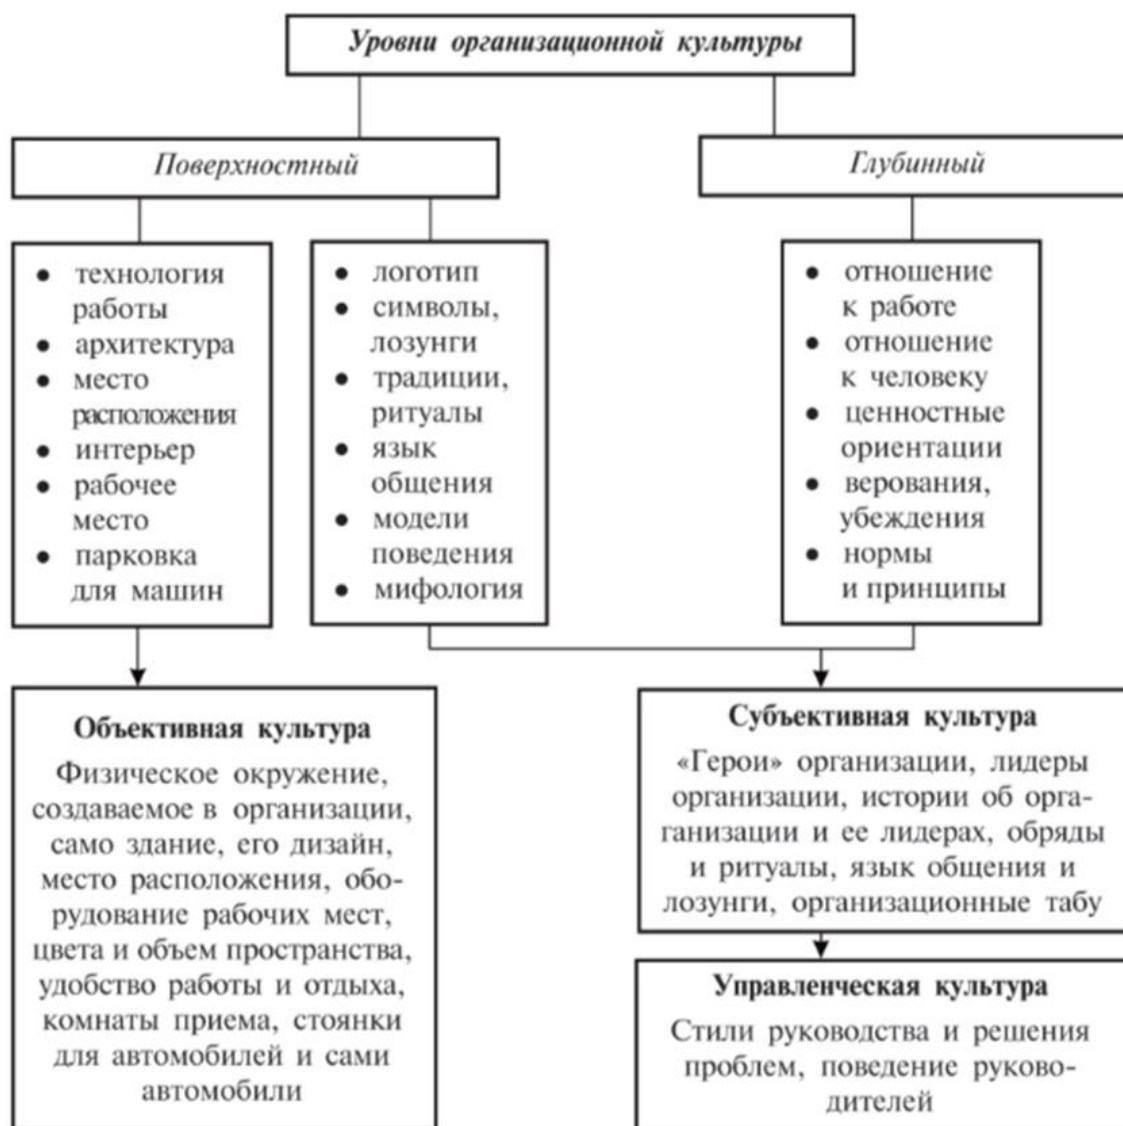 Уровни организационной культуры
Поверхностный
Глубинный
● технология
работы
● архитектура
● место
расположения
● интерьер
● рабочее
место
● парковка
для машин
● логотип
● символы,
лозунги
● традиции,
ритуалы
● язык
общения
● модели
поведения
● мифология
● отношение
к работе
● отношение
к человеку
● ценностные
ориентации
● верования,
убеждения
● нормы
и принципы
Объективная культура
Физическое окружение,
создаваемое в организации,
само здание, его дизайн,
место расположения, обо-
рудование рабочих мест,
цвета и объем пространства,
удобство работы и отдыха,
комнаты приема, стоянки
для автомобилей и сами
автомобили
Субъективная культура
«Герои» организации, лидеры
организации, истории об орга-
ганизации и ее лидерах, обряды
и ритуалы, язык общения и
лозунги, организационные табу
Управленческая культура
Стили руководства и решения
проблем, поведение руково-
дителей